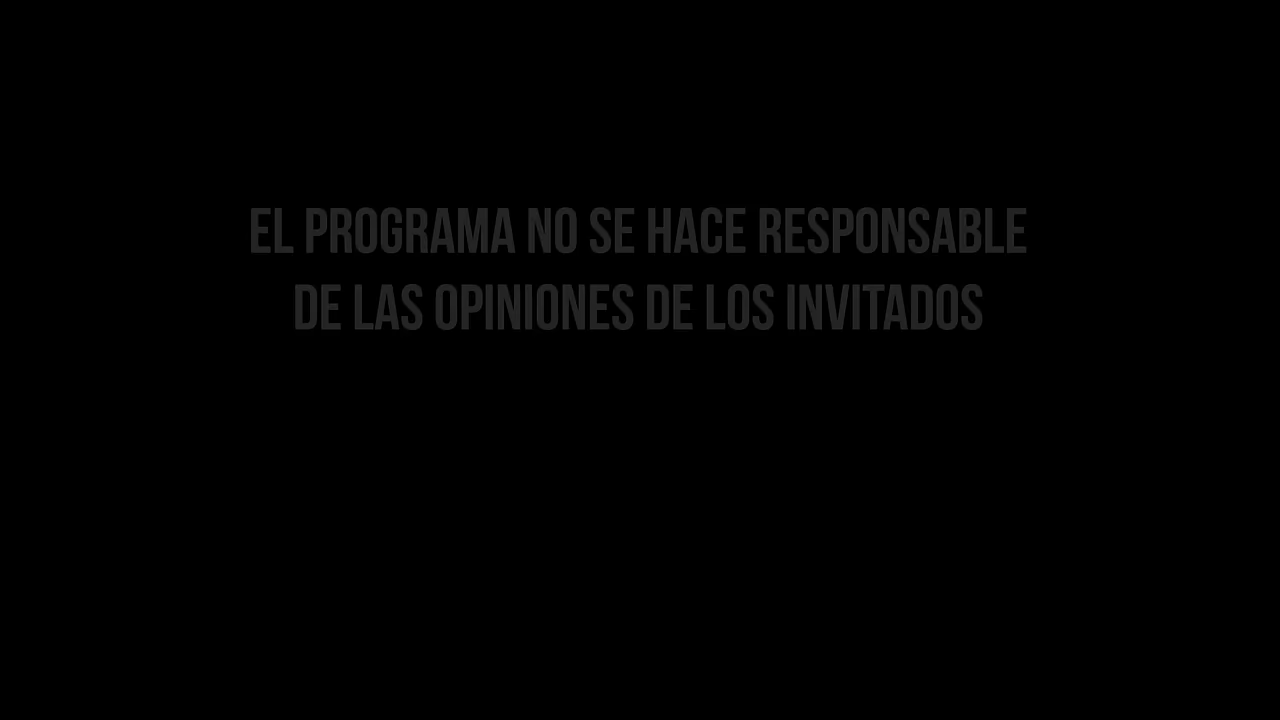 EL PROGRAMA NO SE HACE RESPONSABLE
DE LAS OPINIONES DE LOS INVITADOS